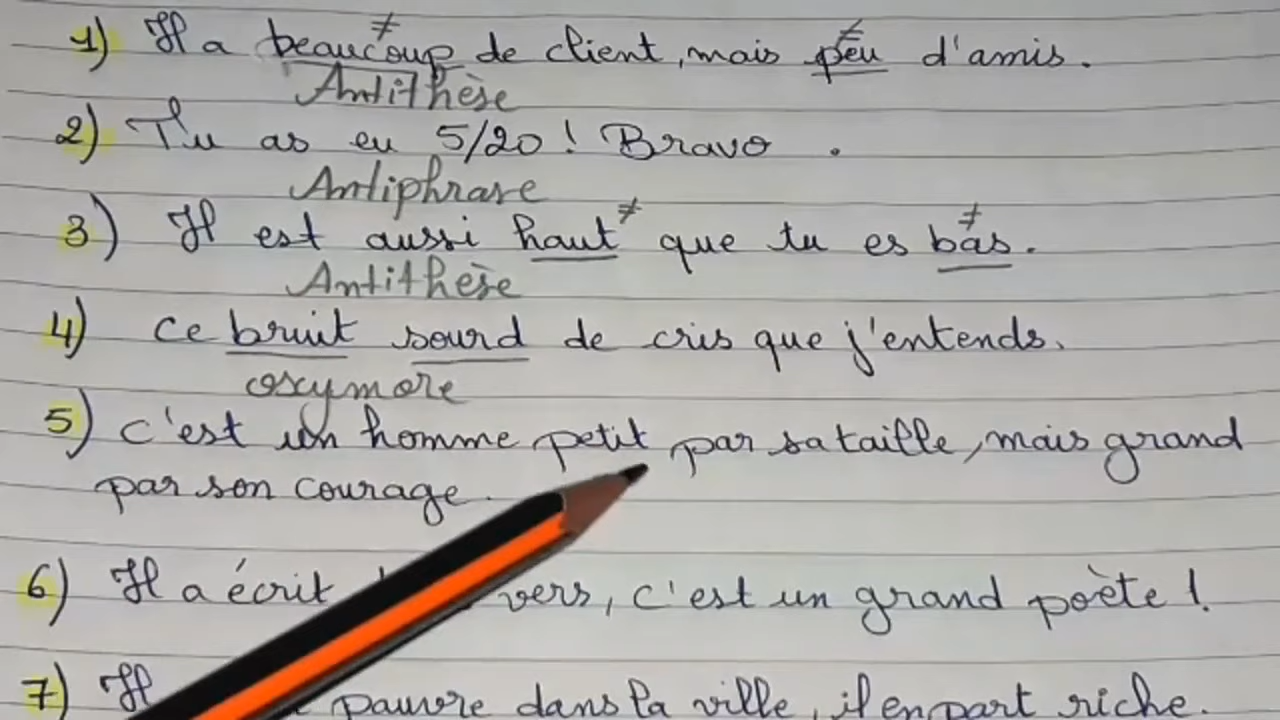 1) Il a beaucoup de client, mais peu d'amis.
≠ ≠
Antithèse
2) Tu as eu 5/20 ! Bravo .
Antiphrase
3) Il est aussi haut que tu es bas.
≠ ≠
Antithèse
4) Ce bruit sourd de cris que j'entends.
oxymore
5) C'est un homme petit par sa taille, mais grand
par son courage.
6) Il a écrit vers, c'est un grand poète !
7) Il pauvre dans la ville, il en part riche.